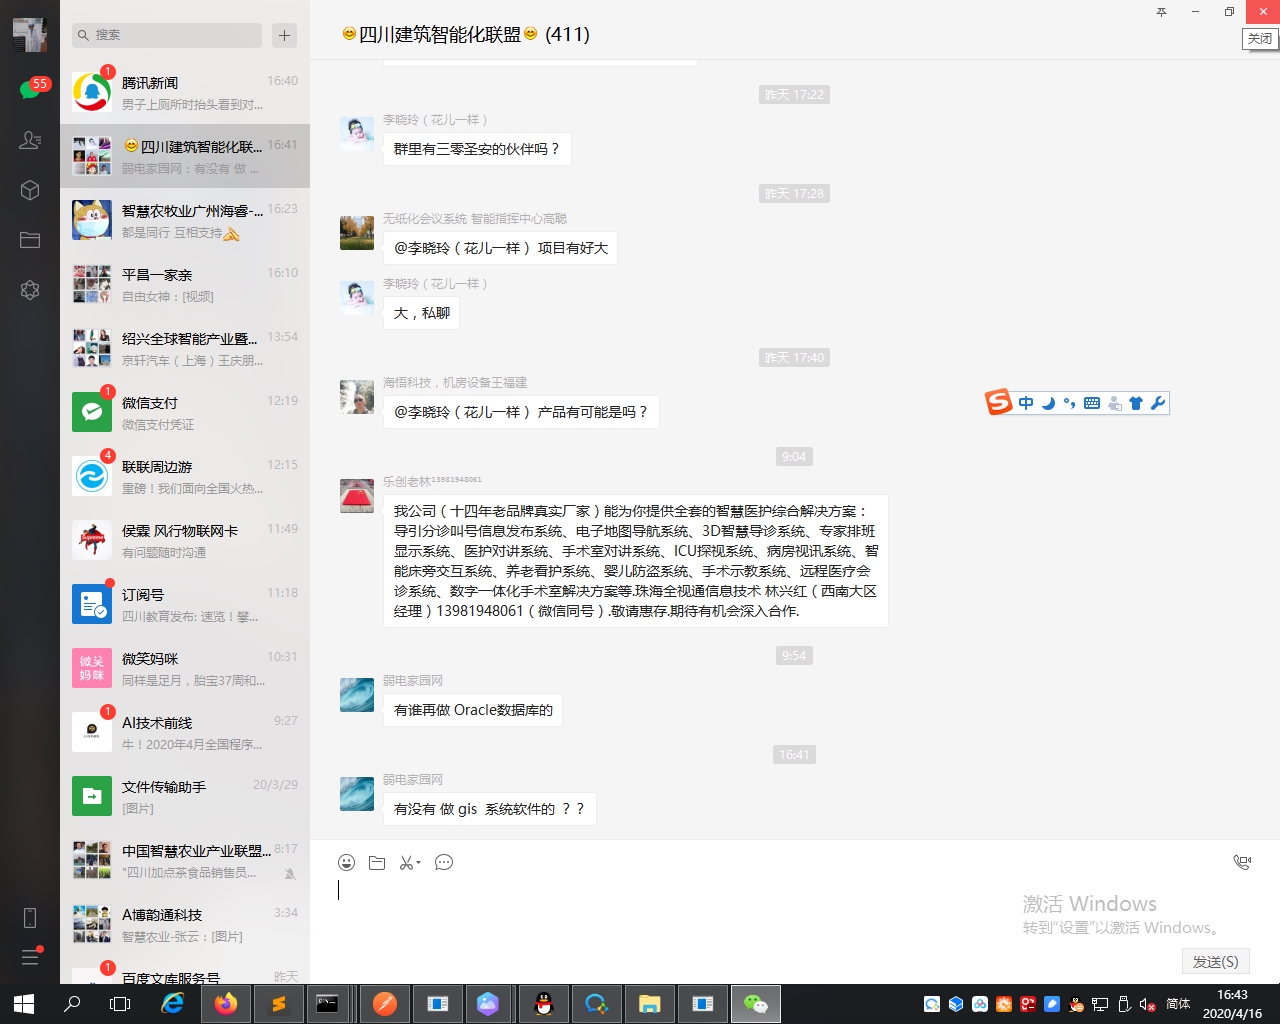 搜索
55
1
腾讯新闻
16:40
男子上厕所时抬头看到对...
四川建筑智能化联...
16:41
弱电家园网：有没有 做 ...
智慧农牧业广州海睿-...
16:23
都是同行 互相支持
平昌一家亲
16:10
自由女神：[视频]
绍兴全球智能产业暨...
13:54
京轩汽车（上海）王庆朋...
1
微信支付
12:19
微信支付凭证
4
联联周边游
12:15
重磅！我们面向全国火热...
侯霖 风行物联网卡
11:49
有问题随时沟通
订阅号
11:18
四川教育发布: 速览！攀...
微笑妈咪
微笑妈咪
10:31
同样是足月，胎宝37周和...
1
AI技术前线
9:27
牛！2020年4月全国程序...
文件传输助手
20/3/29
[图片]
中国智慧农业产业联盟...
8:17
"四川加点茶食品销售员...
A博韵通科技
3:34
智慧农业-张云：[图片]
1
百度文库服务号
昨天
四川建筑智能化联盟 (411)
关闭
昨天 17:22
李晓玲（花儿一样）
群里有三零圣安的伙伴吗？
昨天 17:28
无纸化会议系统 智能指挥中心高聪
@李晓玲（花儿一样） 项目有好大
李晓玲（花儿一样）
大，私聊
昨天 17:40
海悟科技，机房设备王福建
@李晓玲（花儿一样） 产品有可能是吗？
中
9:04
乐创老林13981948061
我公司（十四年老品牌真实厂家）能为你提供全套的智慧医护综合解决方案：
导引分诊叫号信息发布系统、电子地图导航系统、3D智慧导诊系统、专家排班
显示系统、医护对讲系统、手术室对讲系统、ICU探视系统、病房视讯系统、智
能床旁交互系统、养老看护系统、婴儿防盗系统、手术示教系统、远程医疗会
诊系统、数字一体化手术室解决方案等.珠海全视通信息技术 林兴红（西南大区
经理）13981948061（微信同号）.敬请惠存.期待有机会深入合作.
9:54
弱电家园网
有谁再做 Oracle数据库的
16:41
弱电家园网
有没有 做 gis  系统软件的 ？？
激活 Windows
转到“设置”以激活 Windows。
发送(S)
简体
16:43
2020/4/16